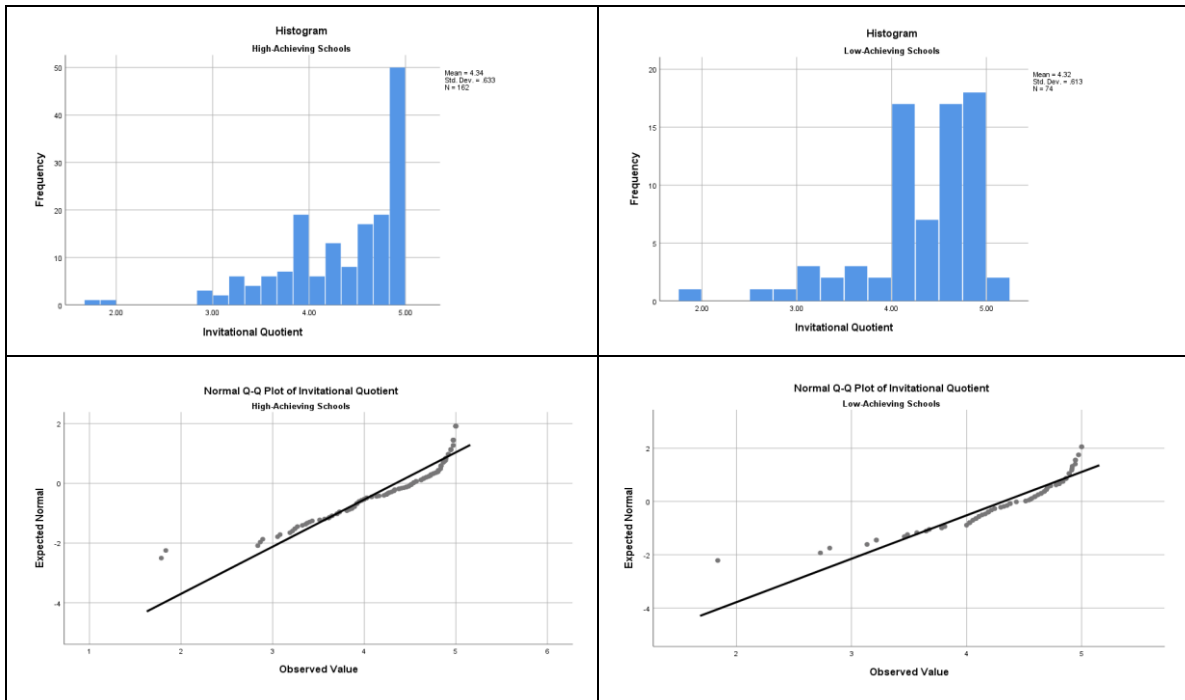 Histogram
High-Achieving Schools
Mean = 4.34
Std. Dev. = .633
N = 162
50
40
30
20
10
0
Frequency
2.00 3.00 4.00 5.00
Invitational Quotient
Histogram
Low-Achieving Schools
Mean = 4.32
Std. Dev. = .613
N = 74
20
15
10
5
0
Frequency
2.00 3.00 4.00 5.00
Invitational Quotient
Normal Q-Q Plot of Invitational Quotient
High-Achieving Schools
2
0
-2
-4
Expected Normal
1 2 3 4 5 6
Observed Value
Normal Q-Q Plot of Invitational Quotient
Low-Achieving Schools
2
0
-2
-4
Expected Normal
2 3 4 5
Observed Value